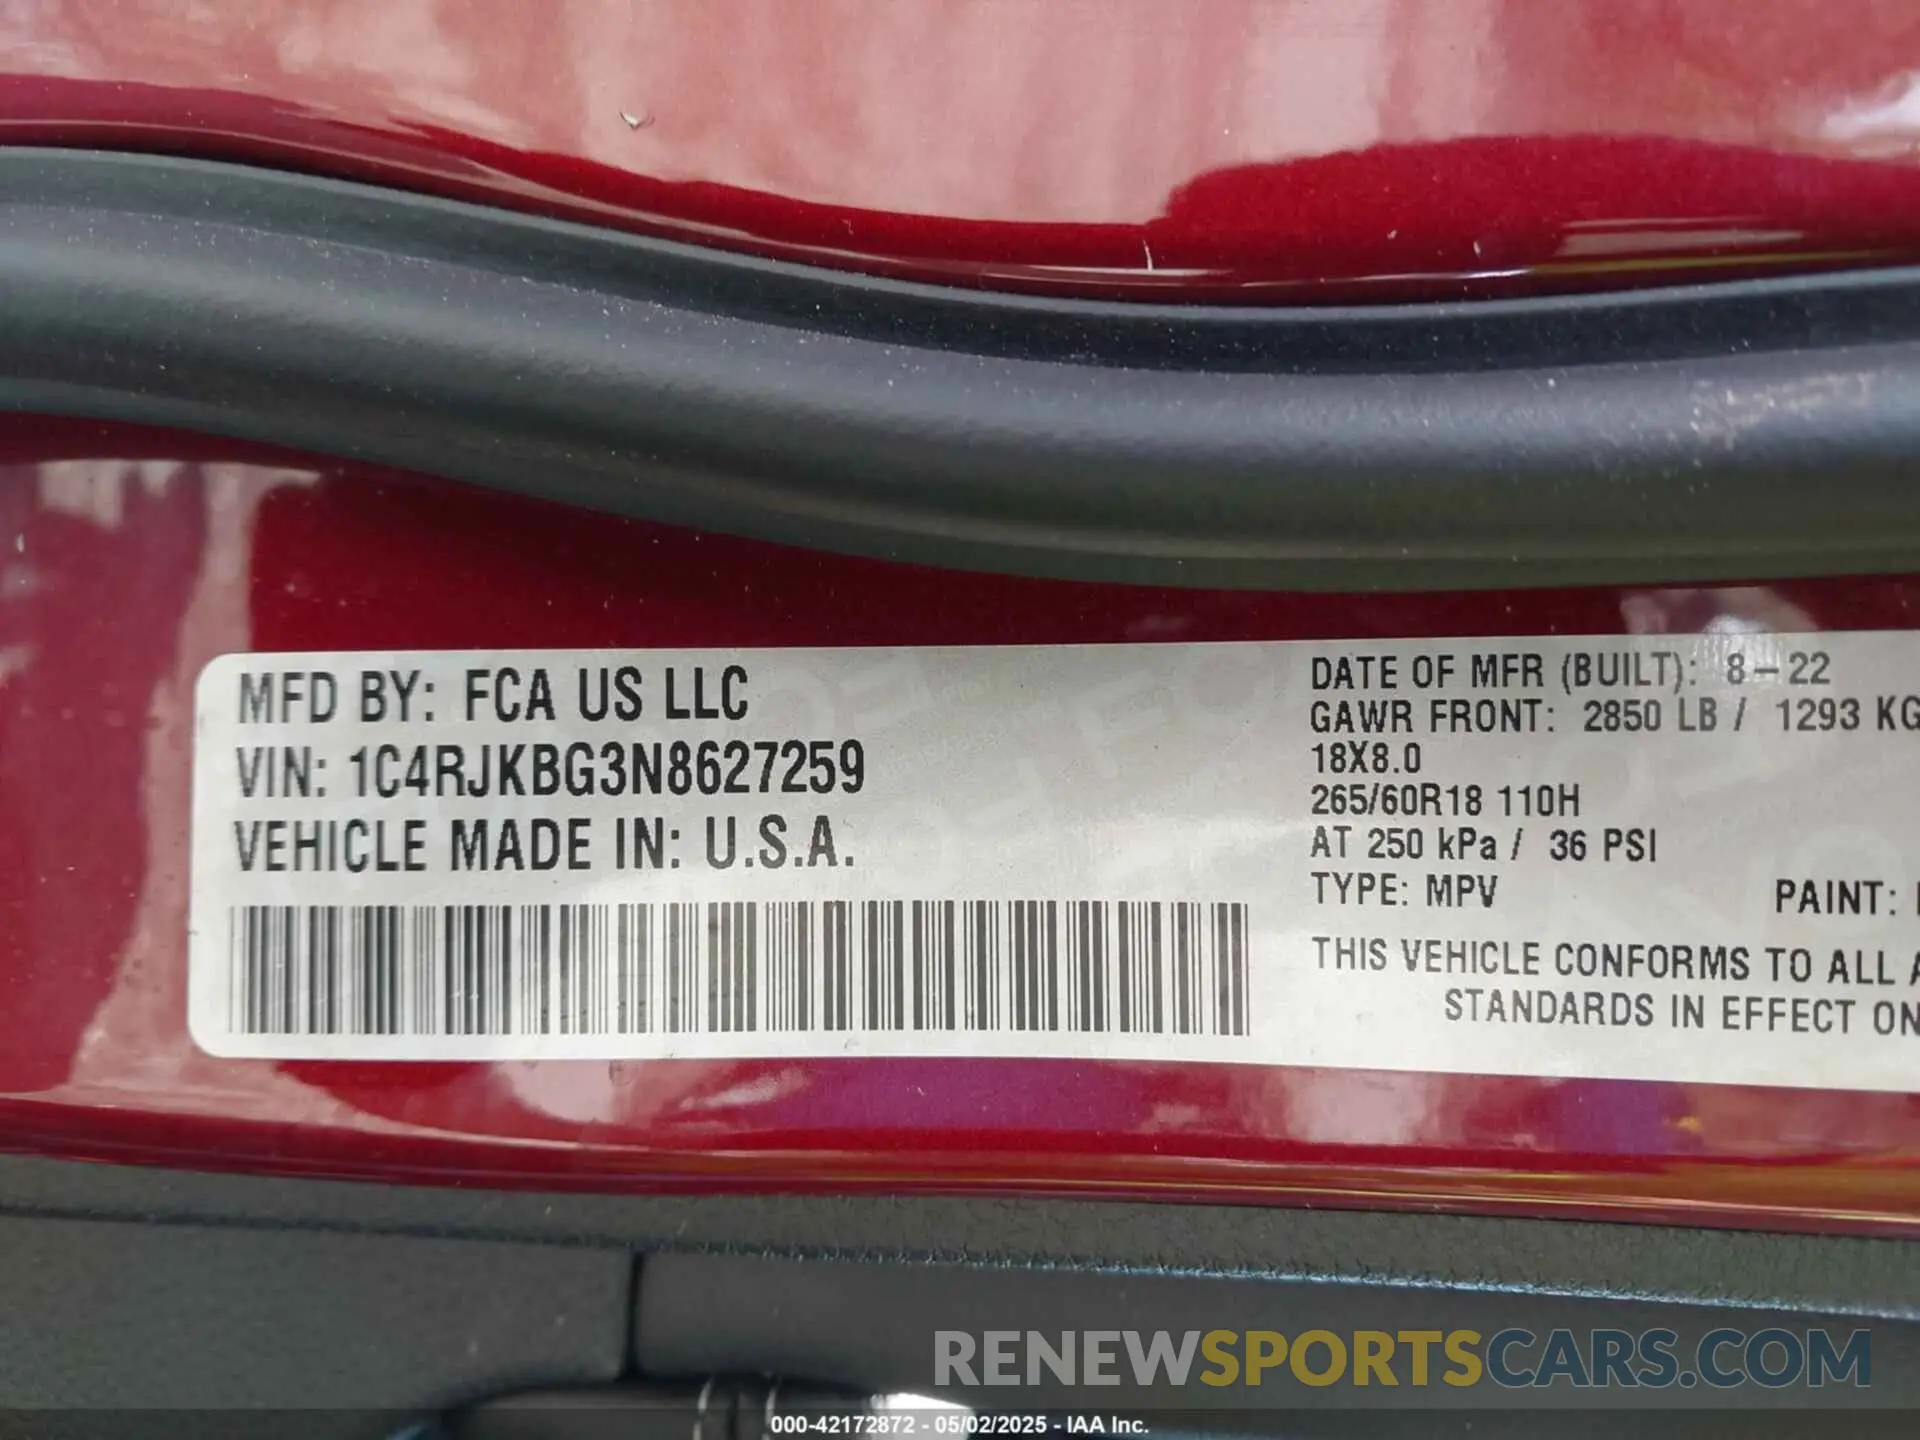 MFD BY: FCA US LLC
VIN: 1C4RJKBG3N8627259
VEHICLE MADE IN: U.S.A.
DATE OF MFR (BUILT): 8-22
GAWR FRONT: 2850 LB / 1293 KG
18X8.0
265/60R18 110H
AT 250 kPa / 36 PSI
TYPE: MPV PAINT:
THIS VEHICLE CONFORMS TO ALL
STANDARDS IN EFFECT ON
RENEWSPORTSCARS.COM
000-42172872 - 05/02/2025 - IAA Inc.